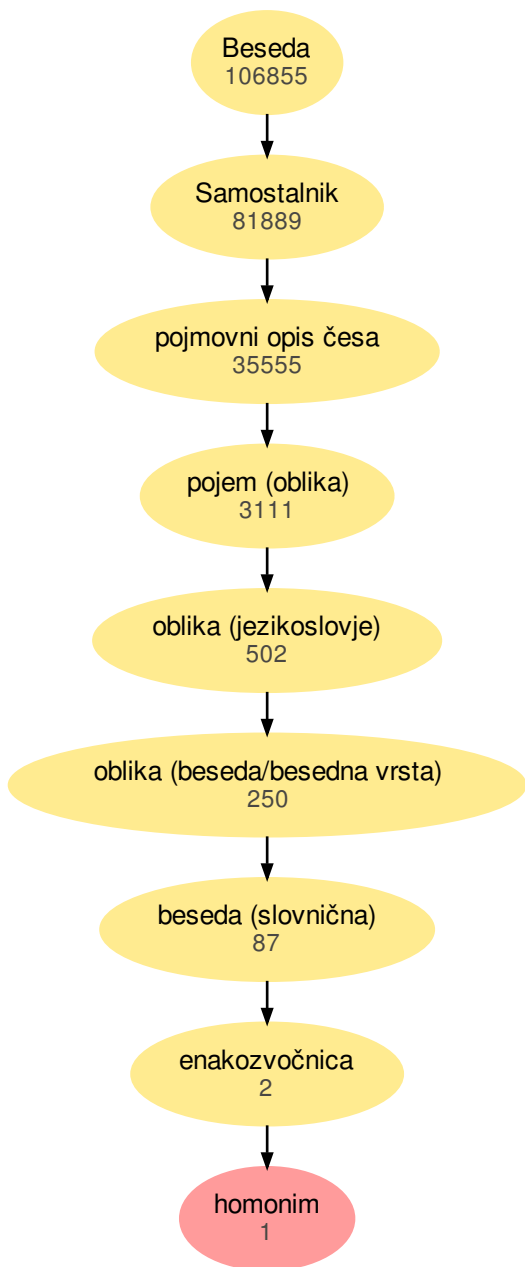 Beseda
106855
Samostalnik
81889
pojmovni opis česa
35555
pojem (oblika)
3111
oblika (jezikoslovje)
502
oblika (beseda/besedna vrsta)
250
beseda (slovnična)
87
enakozvočnica
2
homonim
1